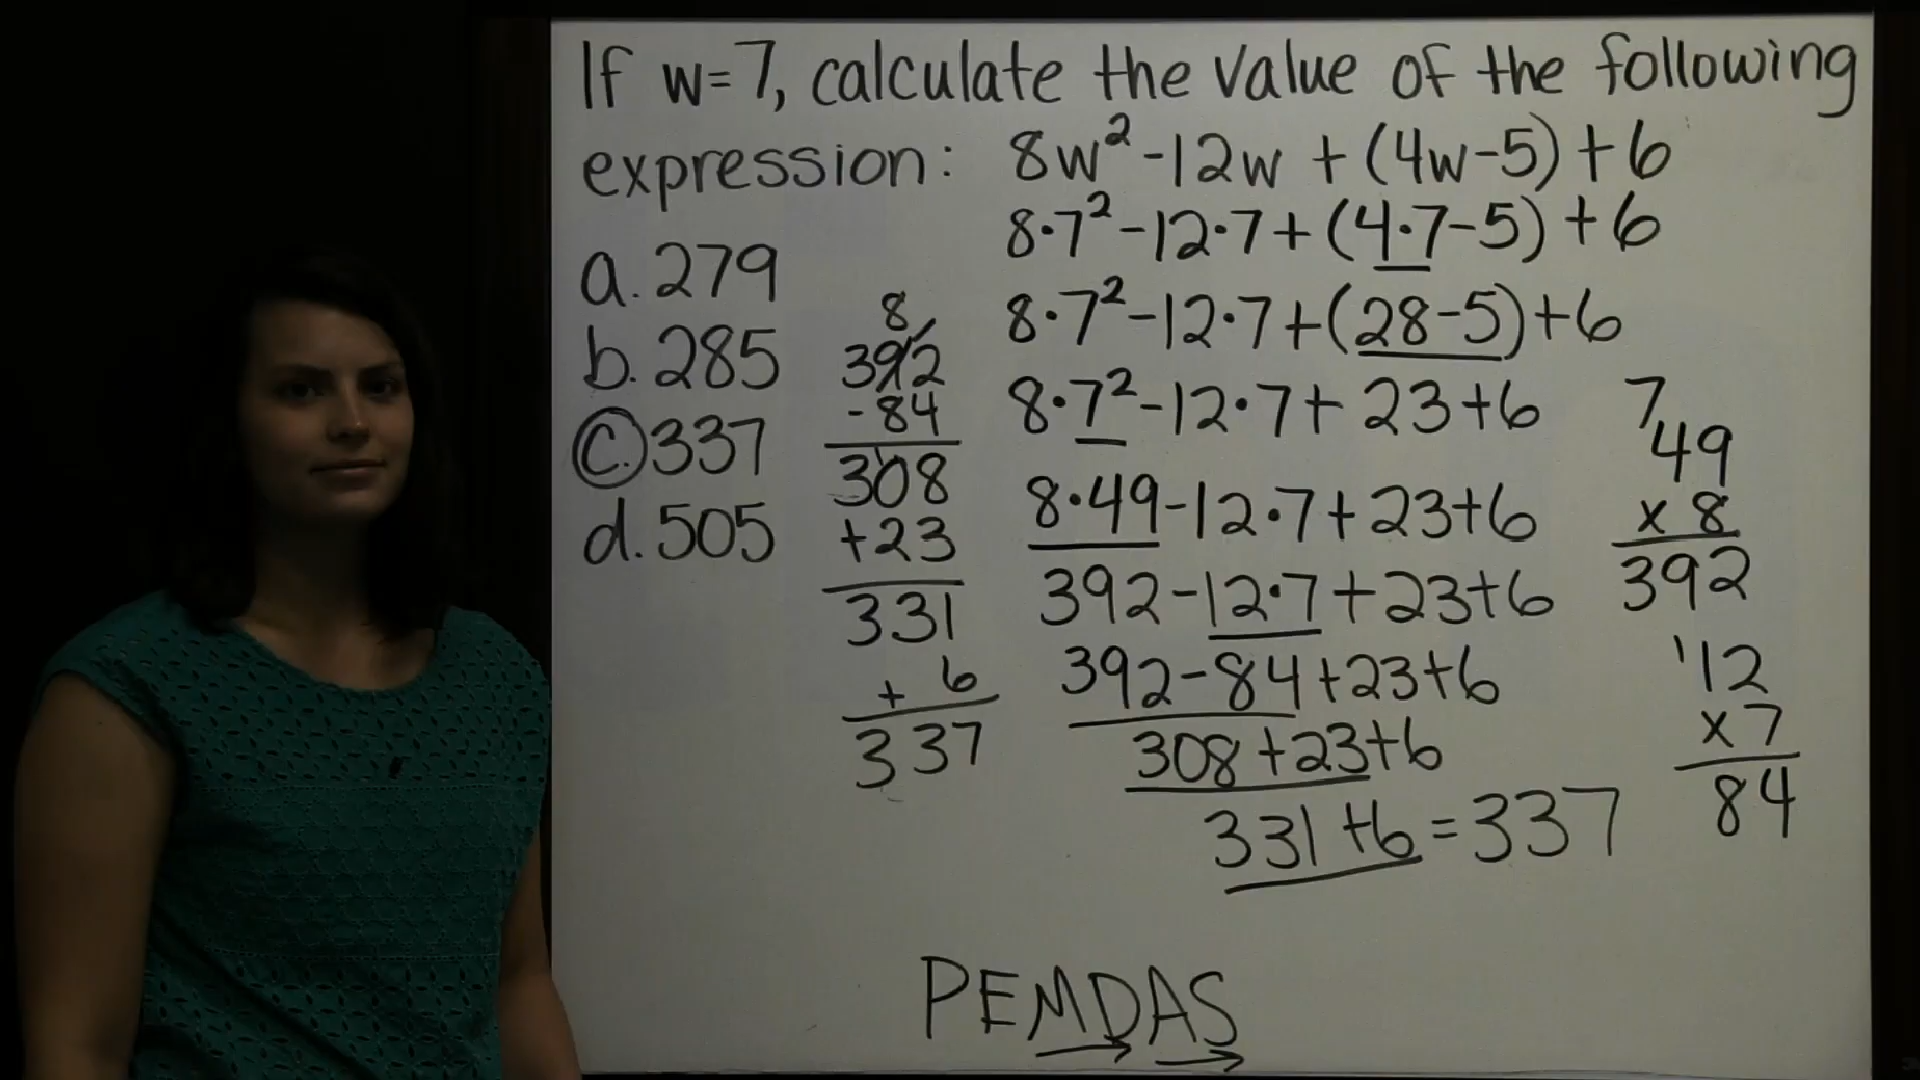 If w=7, calculate the value of the following
expression: 8w²-12w + (4w-5)+6
a. 279
b. 285
c. 337
d. 505
8
392
-84
1
308
+23
331
+ 6
337
8·7²-12·7+(4·7-5)+6
8·7²-12·7+(28-5)+6
8·7²-12·7+23+6
8·49-12·7+23+6
392-12·7+23+6
392-84+23+6
308+23+6
331+6=337
7
49
x 8
392
1
12
x7
84
PEMDAS